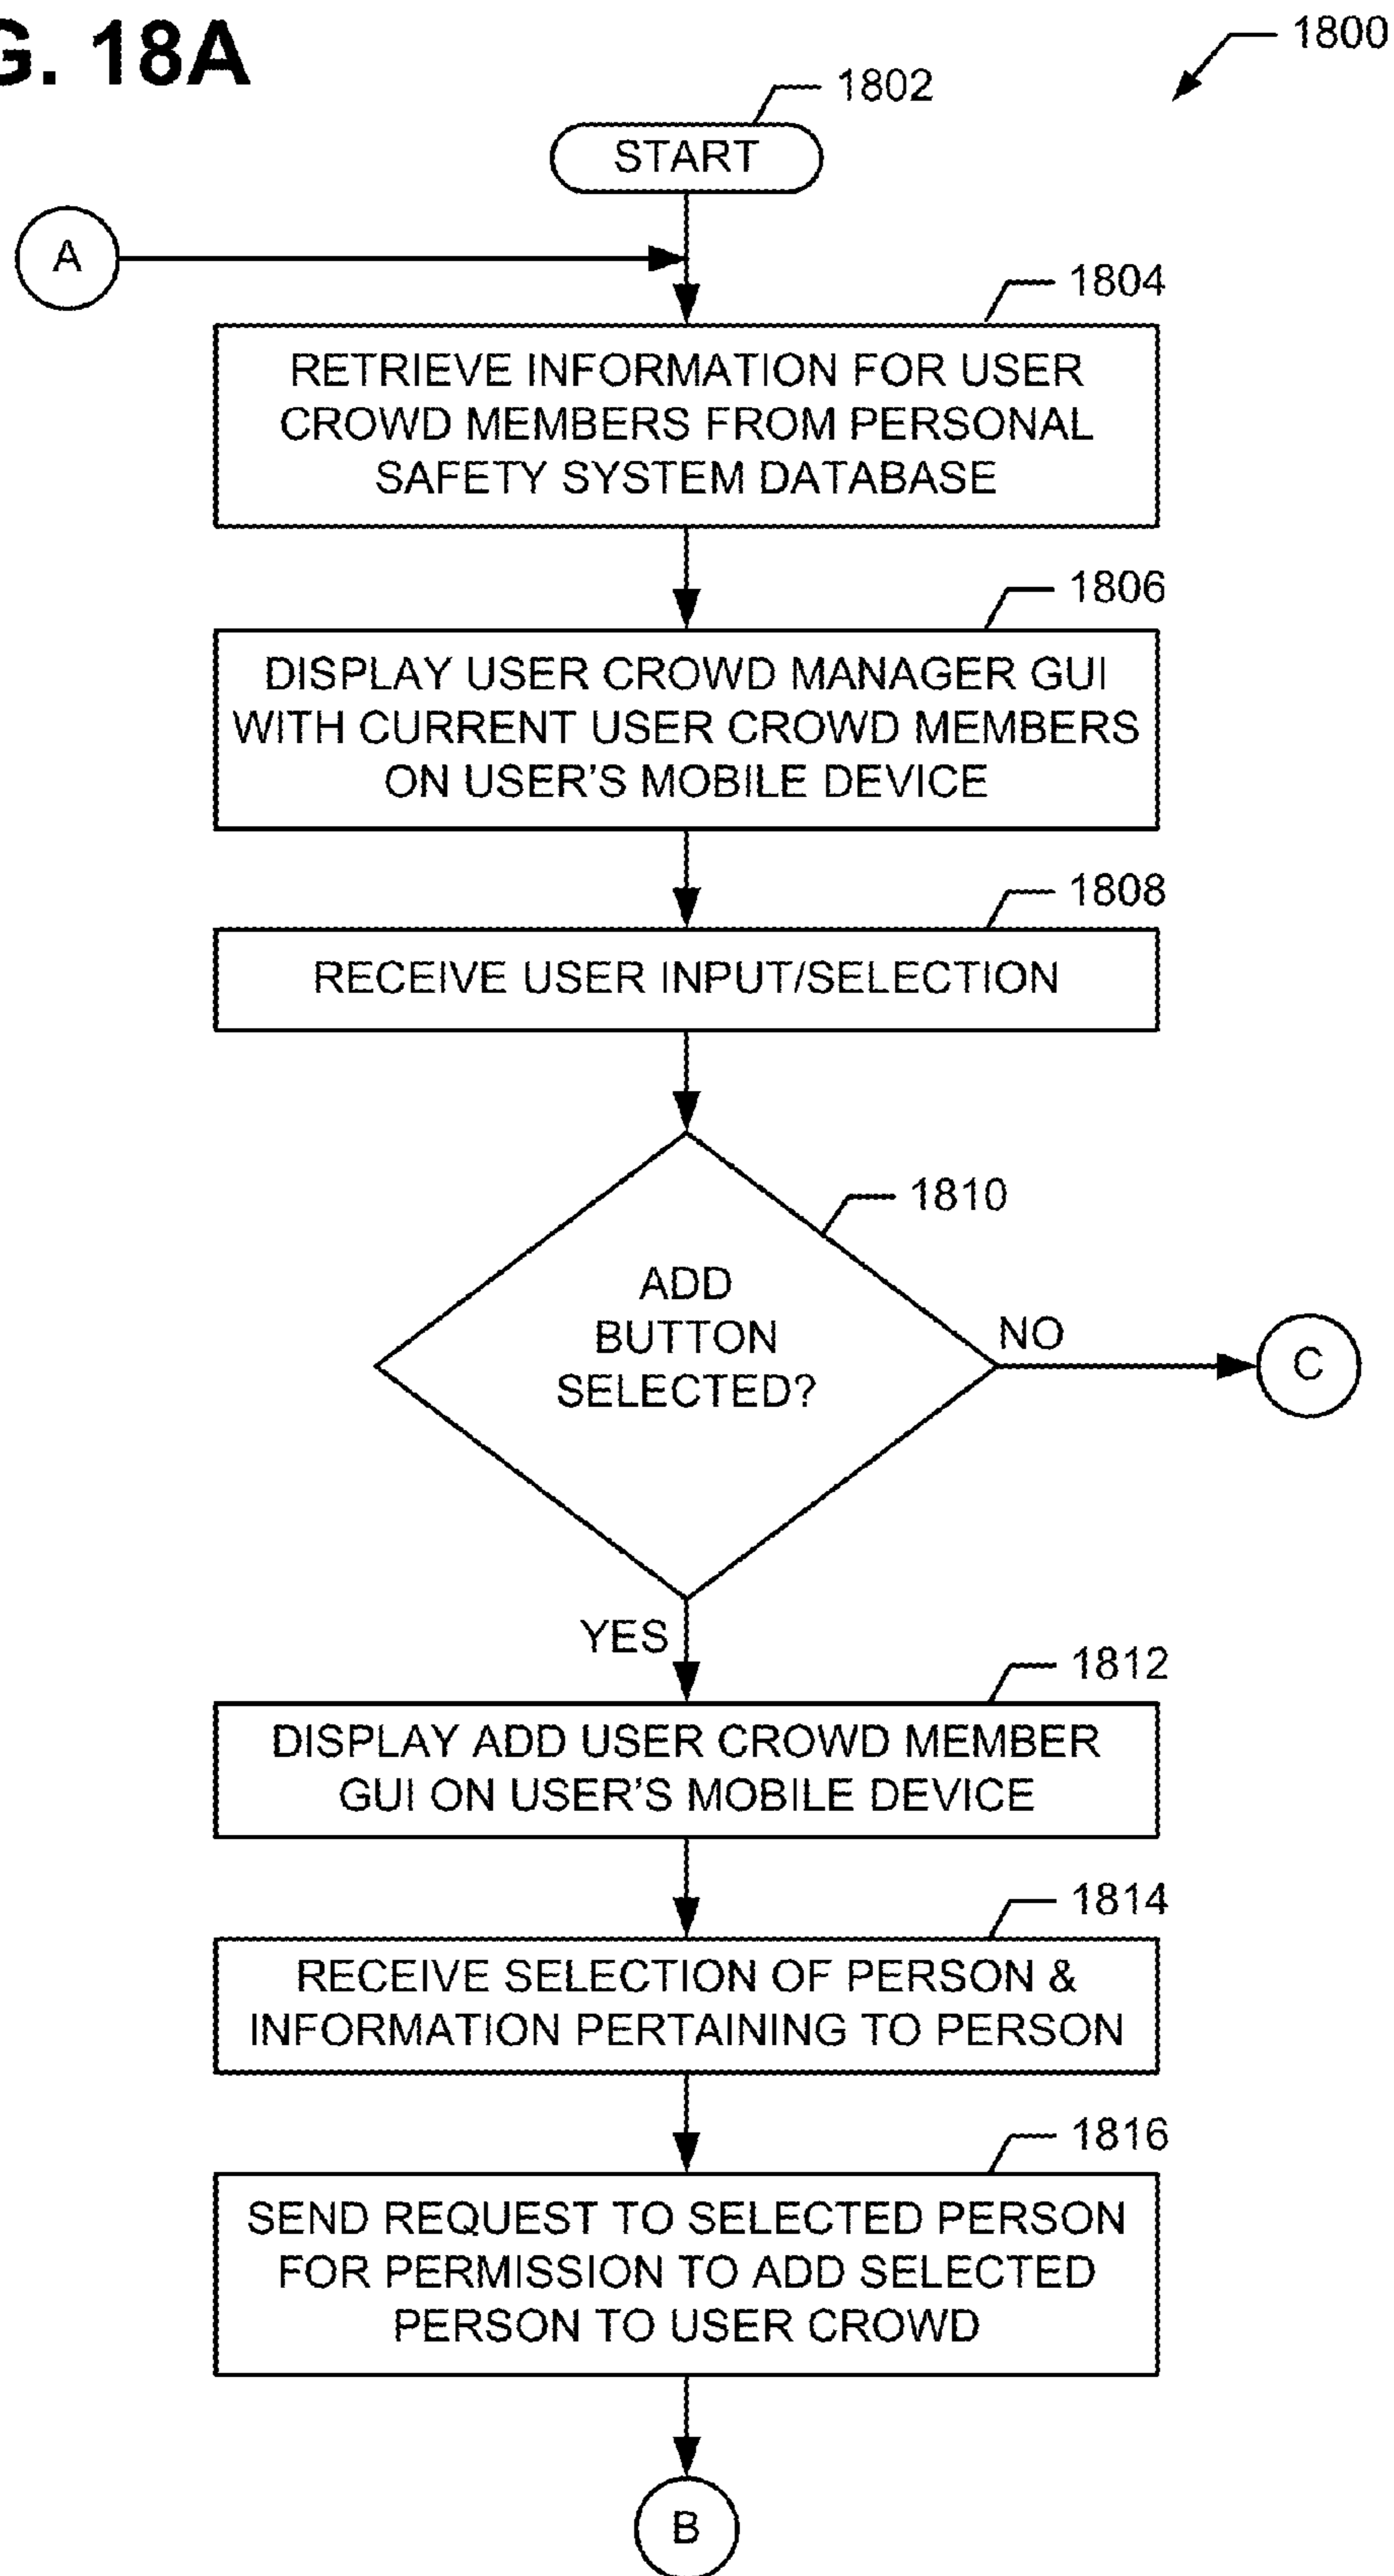 G. 18A
1800
1802
START
A
1804
RETRIEVE INFORMATION FOR USER
CROWD MEMBERS FROM PERSONAL
SAFETY SYSTEM DATABASE
1806
DISPLAY USER CROWD MANAGER GUI
WITH CURRENT USER CROWD MEMBERS
ON USER'S MOBILE DEVICE
1808
RECEIVE USER INPUT/SELECTION
1810
ADD
BUTTON
SELECTED?
NO
C
YES
1812
DISPLAY ADD USER CROWD MEMBER
GUI ON USER'S MOBILE DEVICE
1814
RECEIVE SELECTION OF PERSON &
INFORMATION PERTAINING TO PERSON
1816
SEND REQUEST TO SELECTED PERSON
FOR PERMISSION TO ADD SELECTED
PERSON TO USER CROWD
B